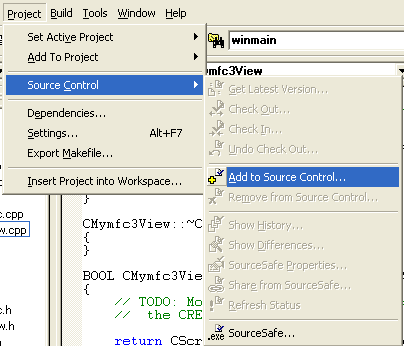 Project Build Tools Window Help
Set Active Project
Add To Project
Source Control
Dependencies...
Settings... Alt+F7
Export Makefile...
Insert Project into Workspace...
winmain
ymfc3View
Get Latest Version...
Check Out...
Check In...
Undo Check Out...
Add to Source Control...
Remove from Source Control...
Show History...
Show Differences...
SourceSafe Properties...
Share from SourceSafe...
Refresh Status
.exe SourceSafe...
c.cpp
w.cpp
c.h
w.h
CMymfc3View::~C
{
}
BOOL CMymfc3View
{
// TODO: Mo
// the CRE
return CScr